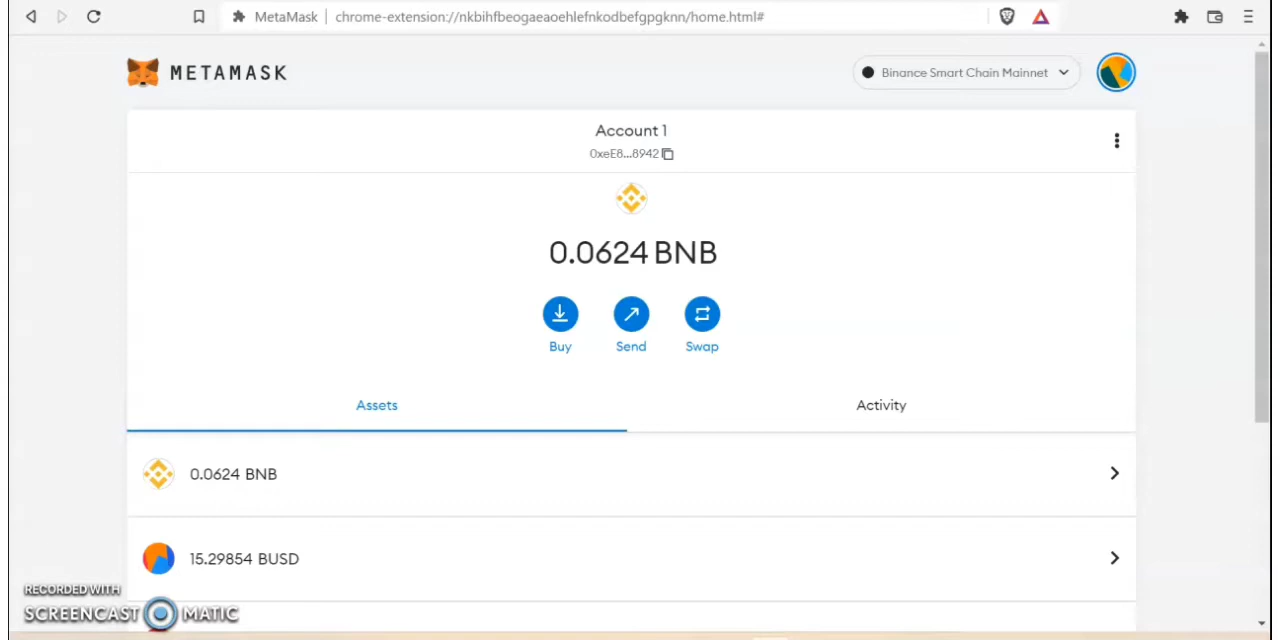 MetaMask chrome-extension://nkbihfbeogaeaoehlefnkodbefgpgknn/home.html#
METAMASK
Binance Smart Chain Mainnet
Account 1
0xeE8...8942
0.0624 BNB
Buy Send Swap
Assets Activity
0.0624 BNB
15.29854 BUSD
RECORDED WITH
SCREENCAST MATIC